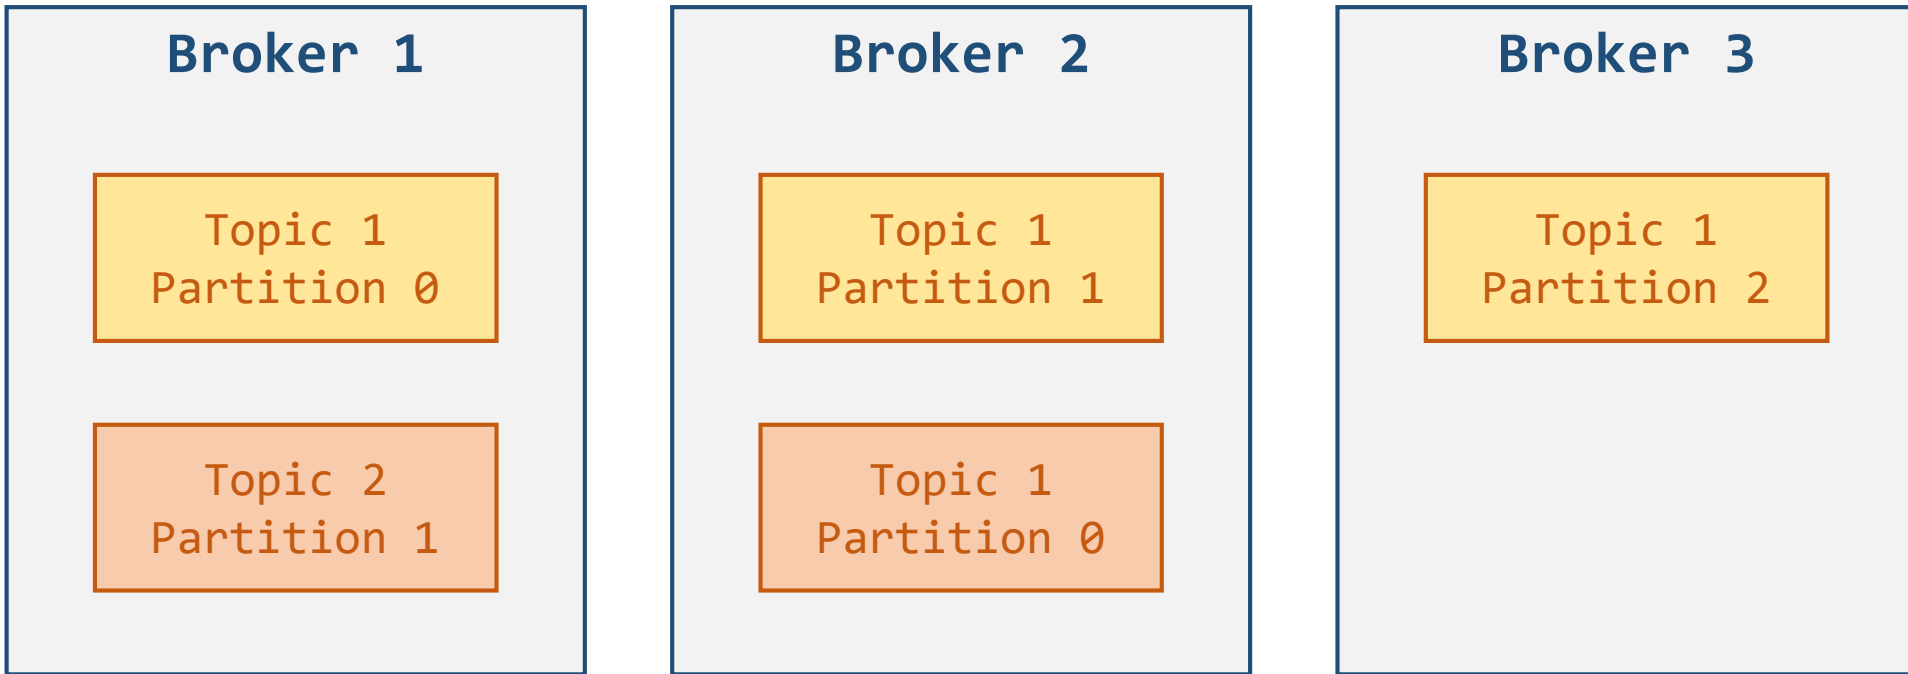 Broker 1
Topic 1
Partition 0
Topic 2
Partition 1
Broker 2
Topic 1
Partition 1
Topic 1
Partition 0
Broker 3
Topic 1
Partition 2